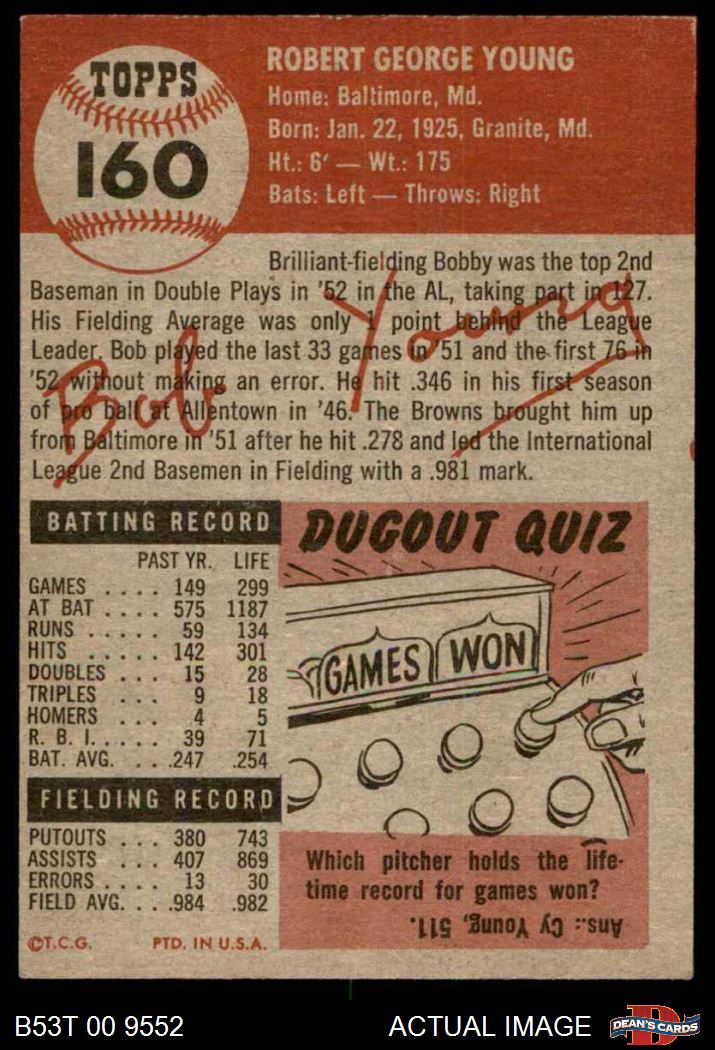 TOPPS
160
ROBERT GEORGE YOUNG
Home: Baltimore, Md.
Born: Jan. 22, 1925, Granite, Md.
Ht.: 6' — Wt.: 175
Bats: Left — Throws: Right
Brilliant-fielding Bobby was the top 2nd
Baseman in Double Plays in '52 in the AL, taking part in 127.
His Fielding Average was only 1 point behind the League
Leader. Bob played the last 33 games in '51 and the first 76 in
'52 without making an error. He hit .346 in his first season
of pro ball at Allentown in '46. The Browns brought him up
from Baltimore in '51 after he hit .278 and led the International
League 2nd Basemen in Fielding with a .981 mark.
Bob Young
BATTING RECORD
PAST YR. LIFE
GAMES .... 149 299
AT BAT .... 575 1187
RUNS ..... 59 134
HITS ..... 142 301
DOUBLES ... 15 28
TRIPLES ... 9 18
HOMERS ... 4 5
R. B. I. .... 39 71
BAT. AVG. ... .247 .254
FIELDING RECORD
PUTOUTS ... 380 743
ASSISTS ... 407 869
ERRORS .... 13 30
FIELD AVG. ... .984 .982
©T.C.G. PTD. IN U.S.A.
DUGOUT QUIZ
GAMES WON
Which pitcher holds the life-
time record for games won?
Ans.: Cy Young, 511.
B53T 00 9552 ACTUAL IMAGE
D
DEAN'S CARDS